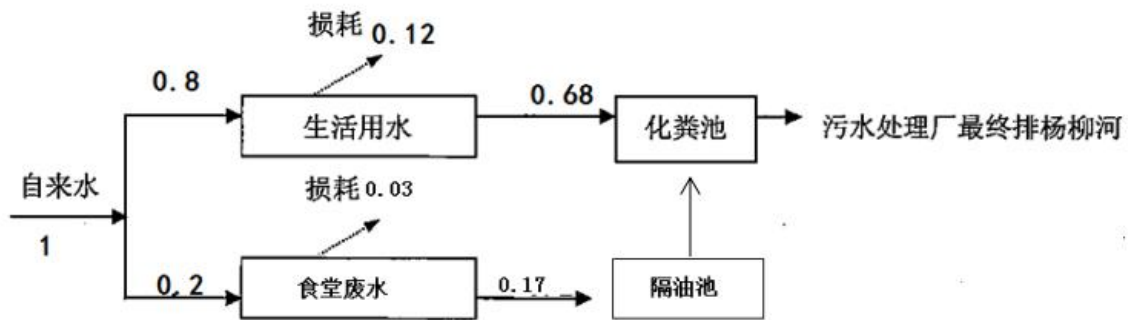 损耗 0.12
0.8
0.68
生活用水
化粪池
污水处理厂最终排杨柳河
自来水
损耗 0.03
1
0.2
食堂废水
0.17
隔油池